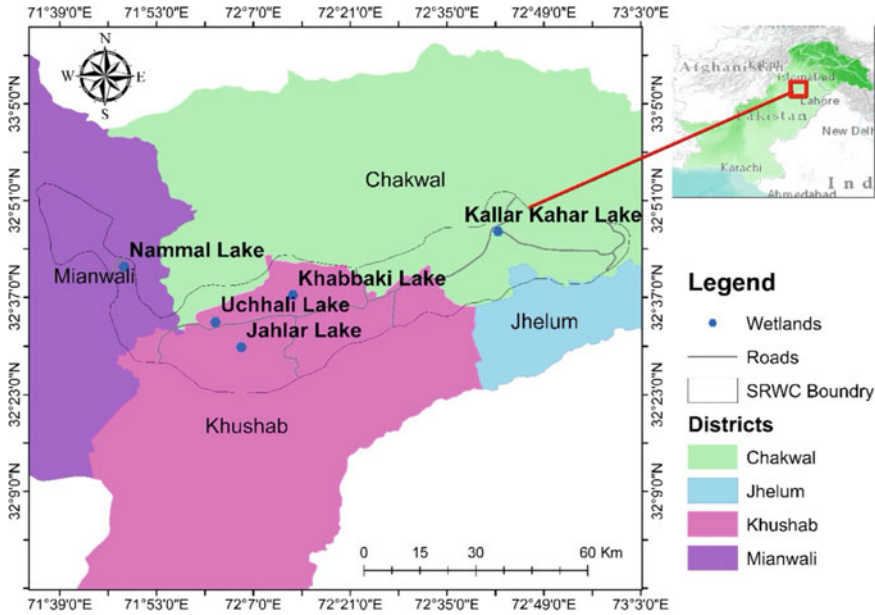 71°39'0"E 71°53'0"E 72°7'0"E 72°21'0"E 72°35'0"E 72°49'0"E 73°3'0"E
N
W E
S
33°5'0"N
32°51'0"N
32°37'0"N
32°23'0"N
32°9'0"N
Chakwal
Kallar Kahar Lake
Nammal Lake
Mianwali
Khabbaki Lake
Uchhali Lake
Jahlar Lake
Jhelum
Khushab
0 15 30 60 Km
33°5'0"N
32°51'0"N
32°37'0"N
32°23'0"N
32°9'0"N
71°39'0"E 71°53'0"E 72°7'0"E 72°21'0"E 72°35'0"E 72°49'0"E 73°3'0"E
Afghanistan
Islamabad
Lahore
Pakistan
New Delh
Karachi
Ind
Ahmedabad
Legend
Wetlands
Roads
SRWC Boundry
Districts
Chakwal
Jhelum
Khushab
Mianwali